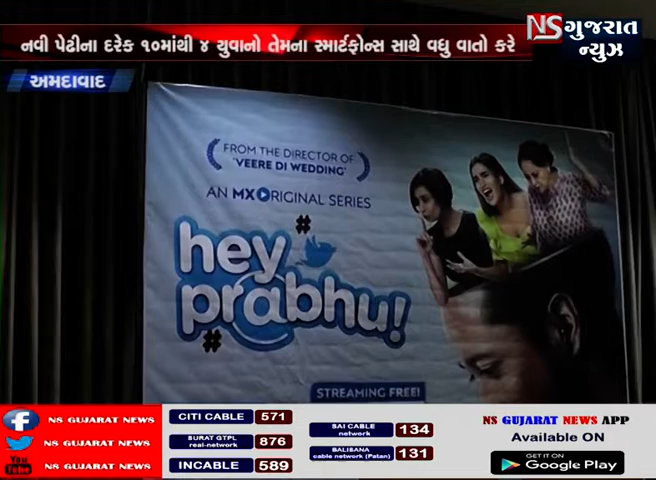 NS ગુજરાત
ન્યુઝ
નવી પેઢીના દરેક ૧૦માંથી ૪ યુવાનો તેમના સ્માર્ટફોન્સ સાથે વધુ વાતો કરે
અમદાવાદ
FROM THE DIRECTOR OF
'VEERE DI WEDDING'
AN MX ORIGINAL SERIES
#hey
prabhu!
#
STREAMING FREE!
NS GUJARAT NEWS
NS GUJARAT NEWS
You Tube NS GUJARAT NEWS
CITI CABLE 571
SURAT GTPL real-network 876
INCABLE 589
SAI CABLE network 134
BALISANA cable network (Patan) 131
NS GUJARAT NEWS APP
Available ON
GET IT ON
Google Play